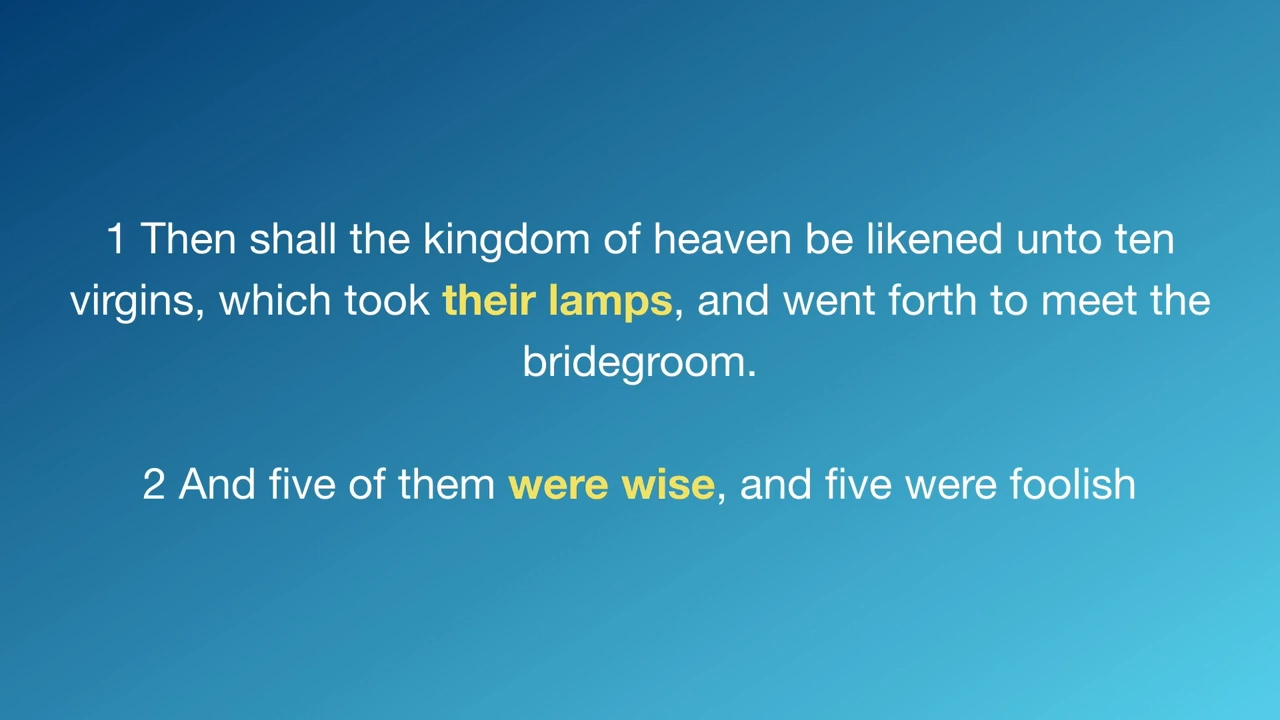 1 Then shall the kingdom of heaven be likened unto ten
virgins, which took their lamps, and went forth to meet the
bridegroom.
2 And five of them were wise, and five were foolish